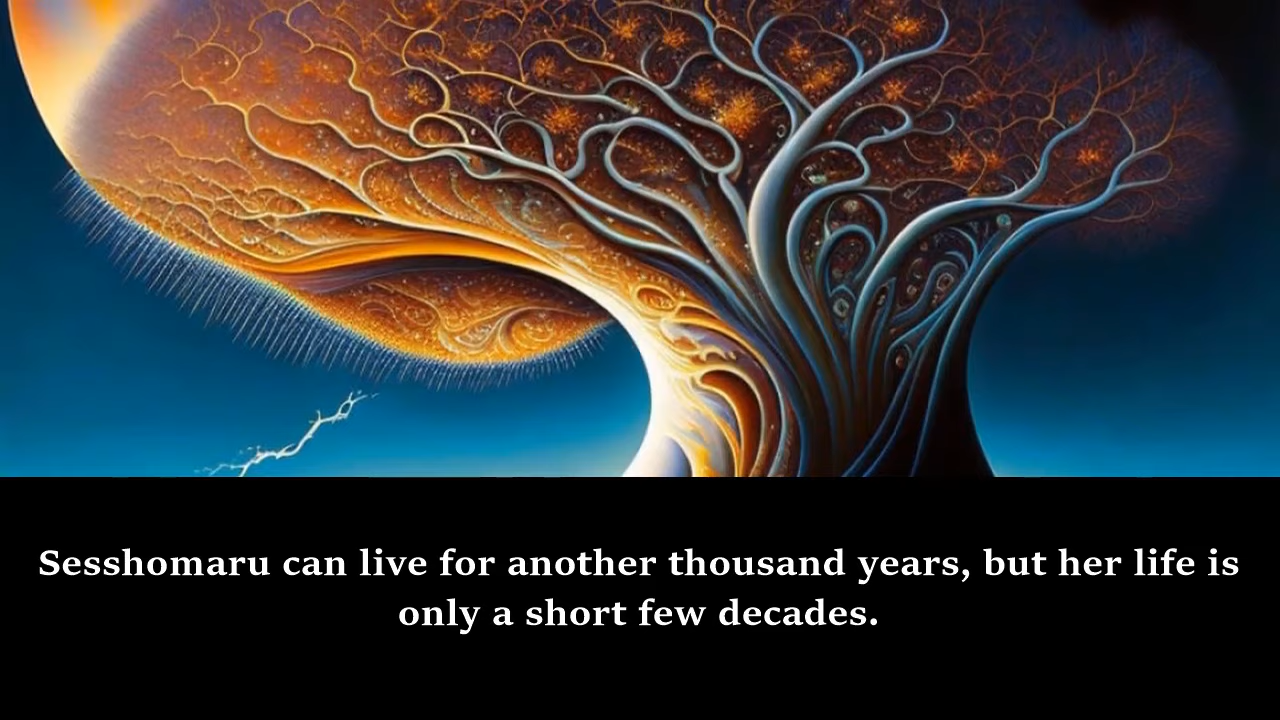 Sesshomaru can live for another thousand years, but her life is
only a short few decades.